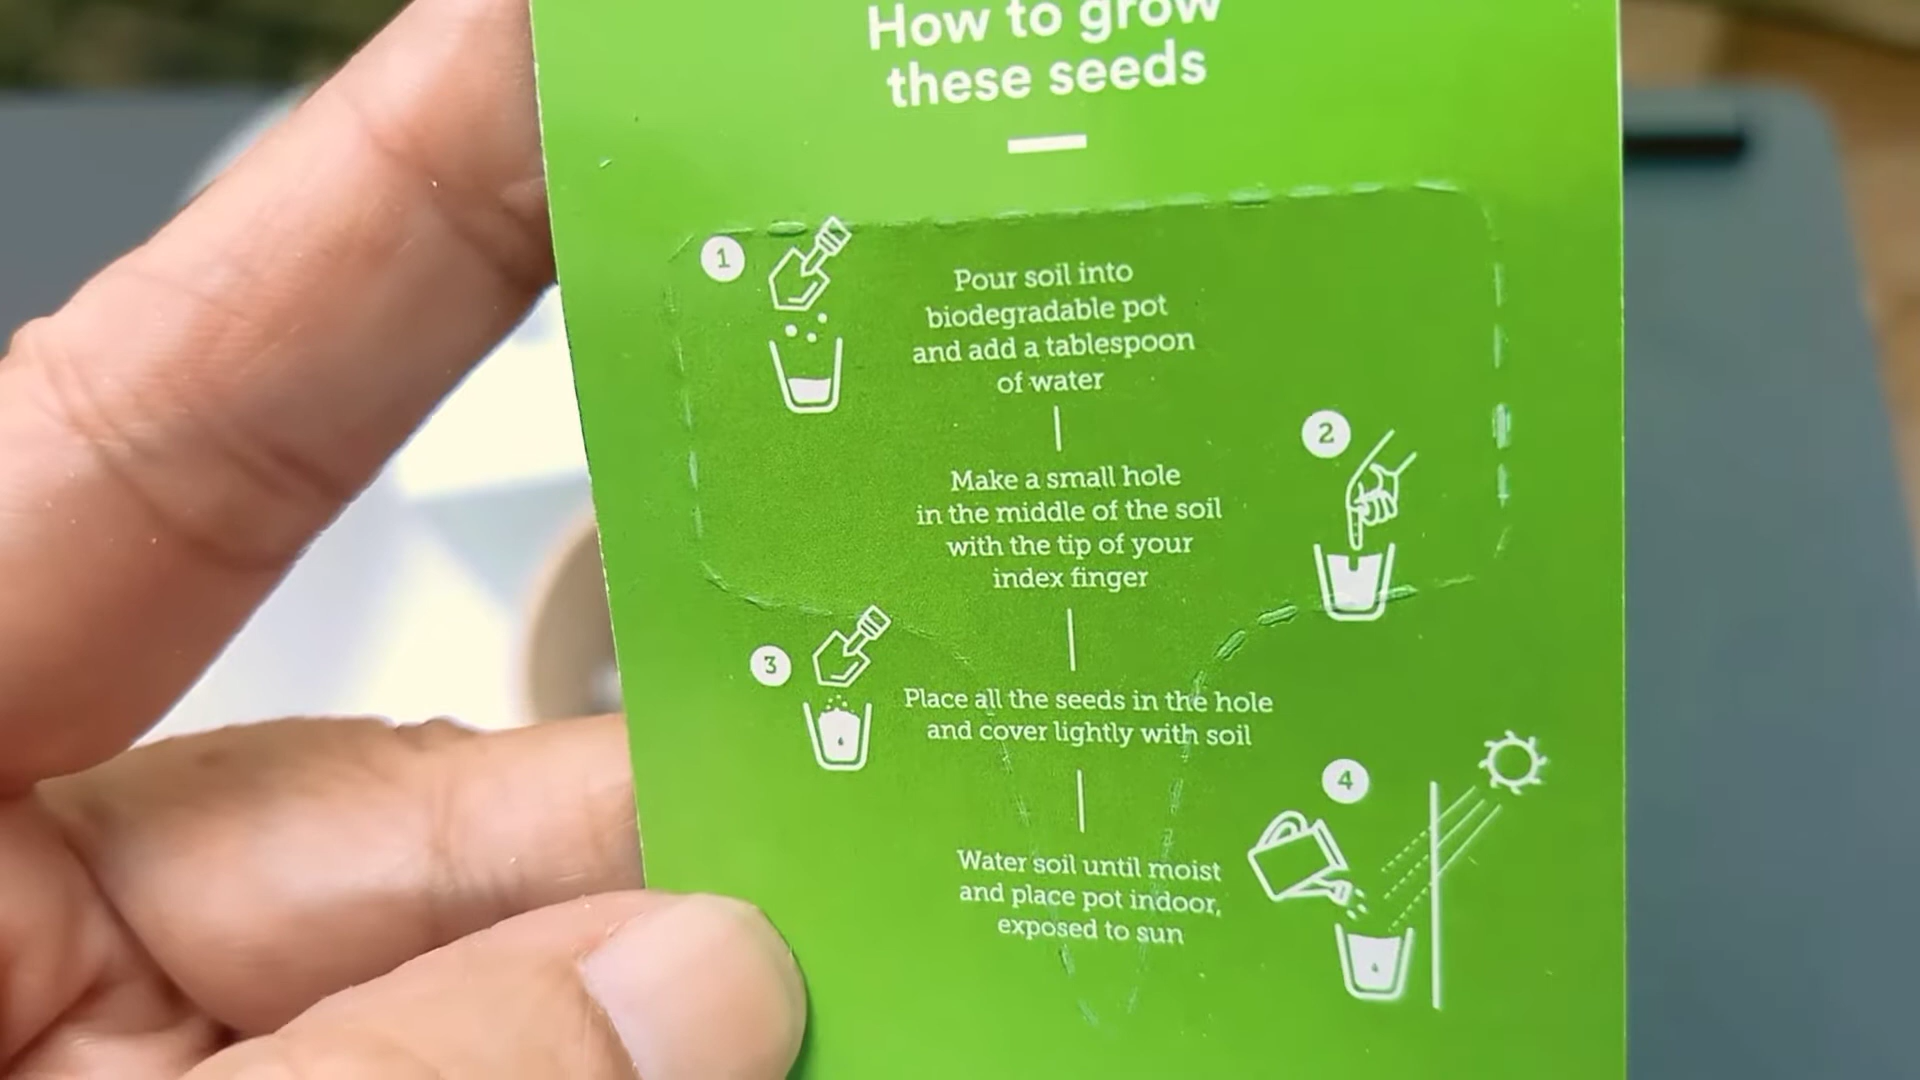 How to grow
these seeds
1
Pour soil into
biodegradable pot
and add a tablespoon
of water
2
Make a small hole
in the middle of the soil
with the tip of your
index finger
3
Place all the seeds in the hole
and cover lightly with soil
4
Water soil until moist
and place pot indoor,
exposed to sun